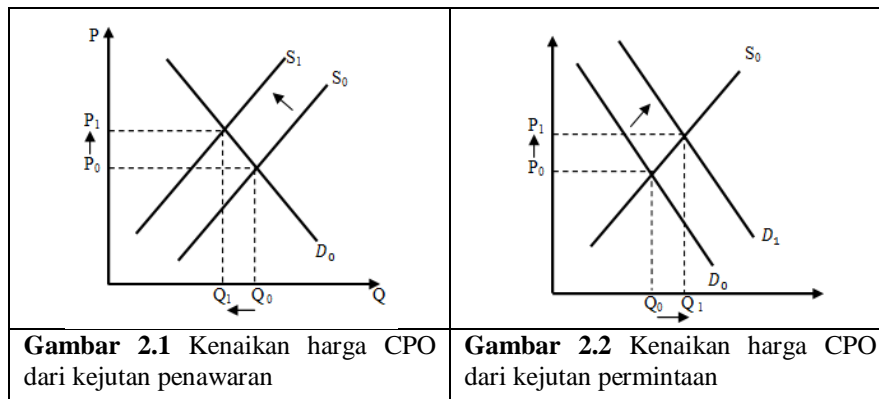 P
S₁
S₀
P₁
P₀
D₀
Q₁ Q₀ Q
Gambar 2.1 Kenaikan harga CPO
dari kejutan penawaran
S₀
P₁
P₀
D₁
D₀
Q₀ Q₁
Gambar 2.2 Kenaikan harga CPO
dari kejutan permintaan